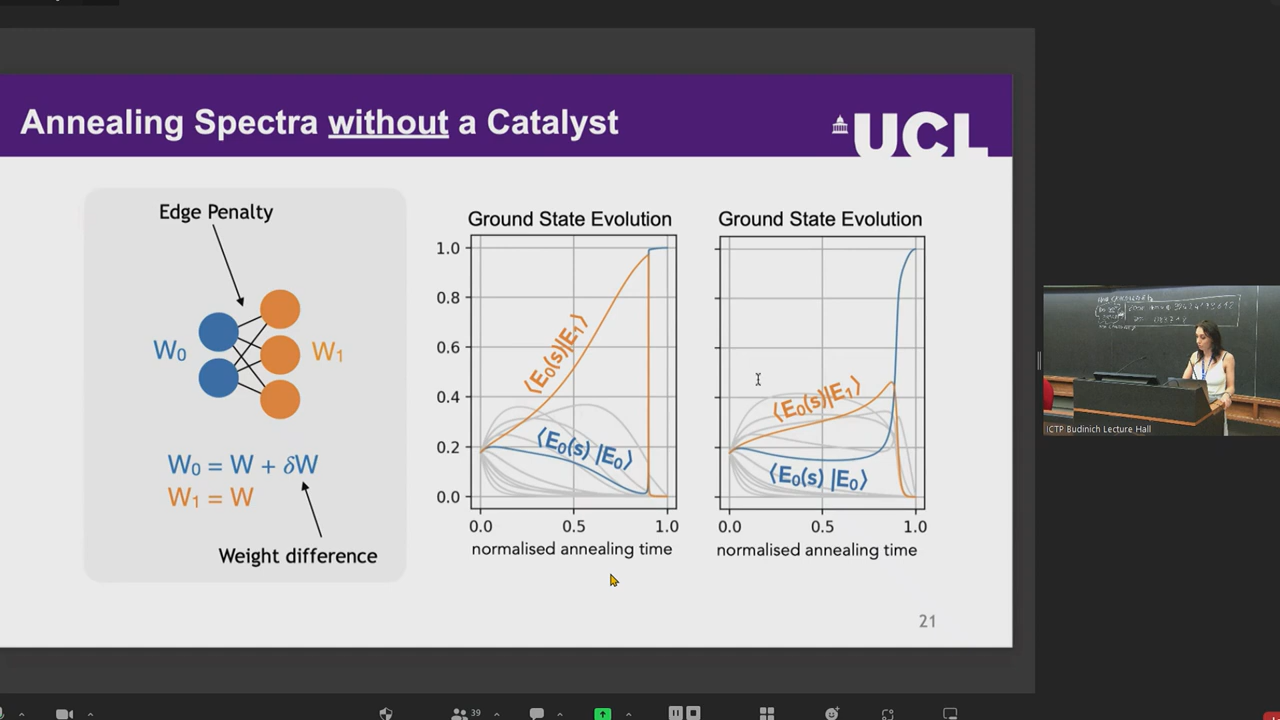 Annealing Spectra without a Catalyst
UCL
Edge Penalty
W₀
W₁
W₀ = W + δW
W₁ = W
Weight difference
Ground State Evolution
1.0
0.8
0.6
0.4
0.2
0.0
⟨E₀(s)|E₁⟩
⟨E₀(s) |E₀⟩
0.0 0.5 1.0
normalised annealing time
Ground State Evolution
⟨E₀(s)|E₁⟩
⟨E₀(s) |E₀⟩
0.0 0.5 1.0
normalised annealing time
21
ICTP Budinich Lecture Hall
39